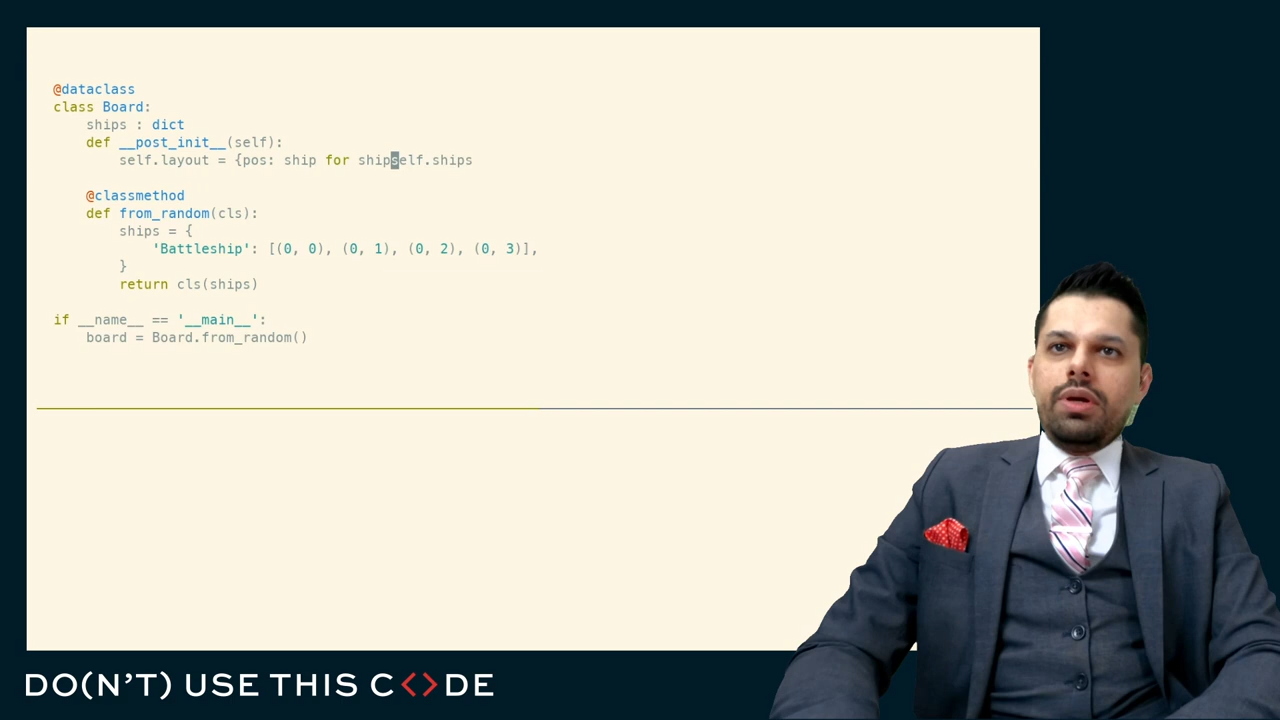 @dataclass
class Board:
    ships : dict
    def __post_init__(self):
        self.layout = {pos: ship for shipself.ships
    @classmethod
    def from_random(cls):
        ships = {
            'Battleship': [(0, 0), (0, 1), (0, 2), (0, 3)],
        }
        return cls(ships)
if __name__ == '__main__':
    board = Board.from_random()
DO(N'T) USE THIS C<>DE